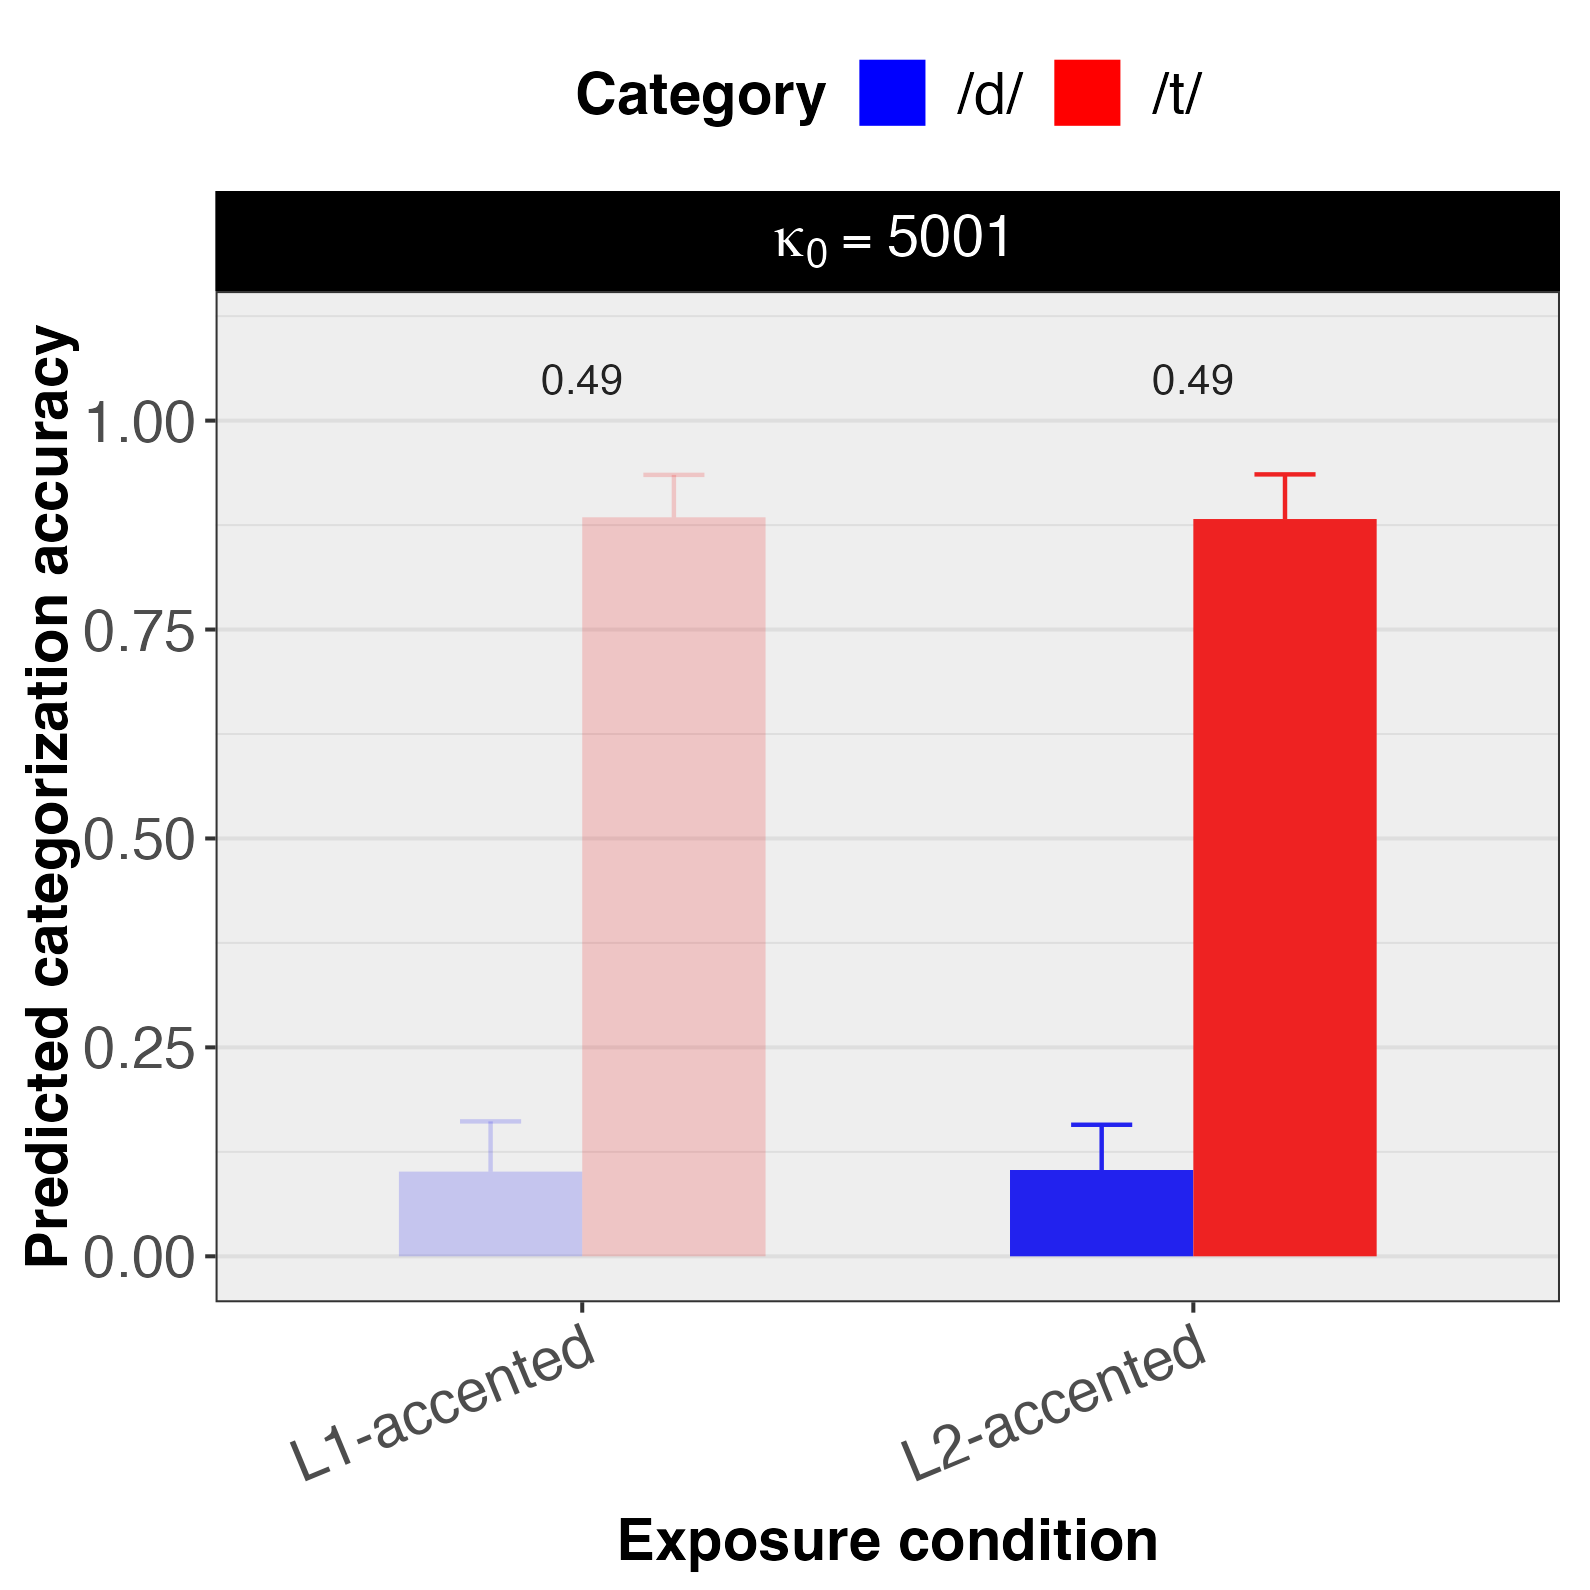 Category /d/ /t/
κ0 = 5001
0.49 0.49
Predicted categorization accuracy
1.00
0.75
0.50
0.25
0.00
L1-accented L2-accented
Exposure condition